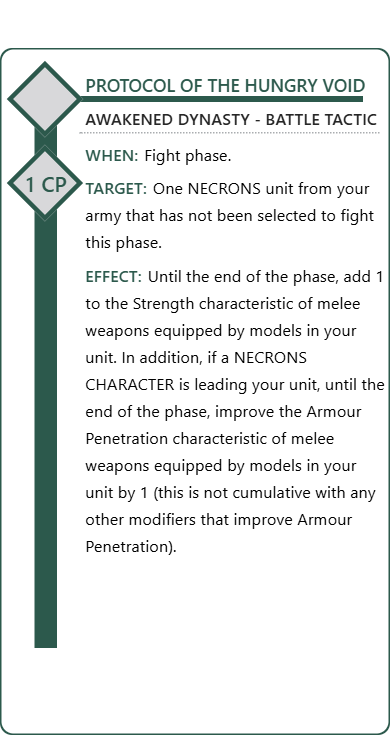 PROTOCOL OF THE HUNGRY VOID
AWAKENED DYNASTY - BATTLE TACTIC
WHEN: Fight phase.
1 CP
TARGET: One NECRONS unit from your
army that has not been selected to fight
this phase.
EFFECT: Until the end of the phase, add 1
to the Strength characteristic of melee
weapons equipped by models in your
unit. In addition, if a NECRONS
CHARACTER is leading your unit, until the
end of the phase, improve the Armour
Penetration characteristic of melee
weapons equipped by models in your
unit by 1 (this is not cumulative with any
other modifiers that improve Armour
Penetration).